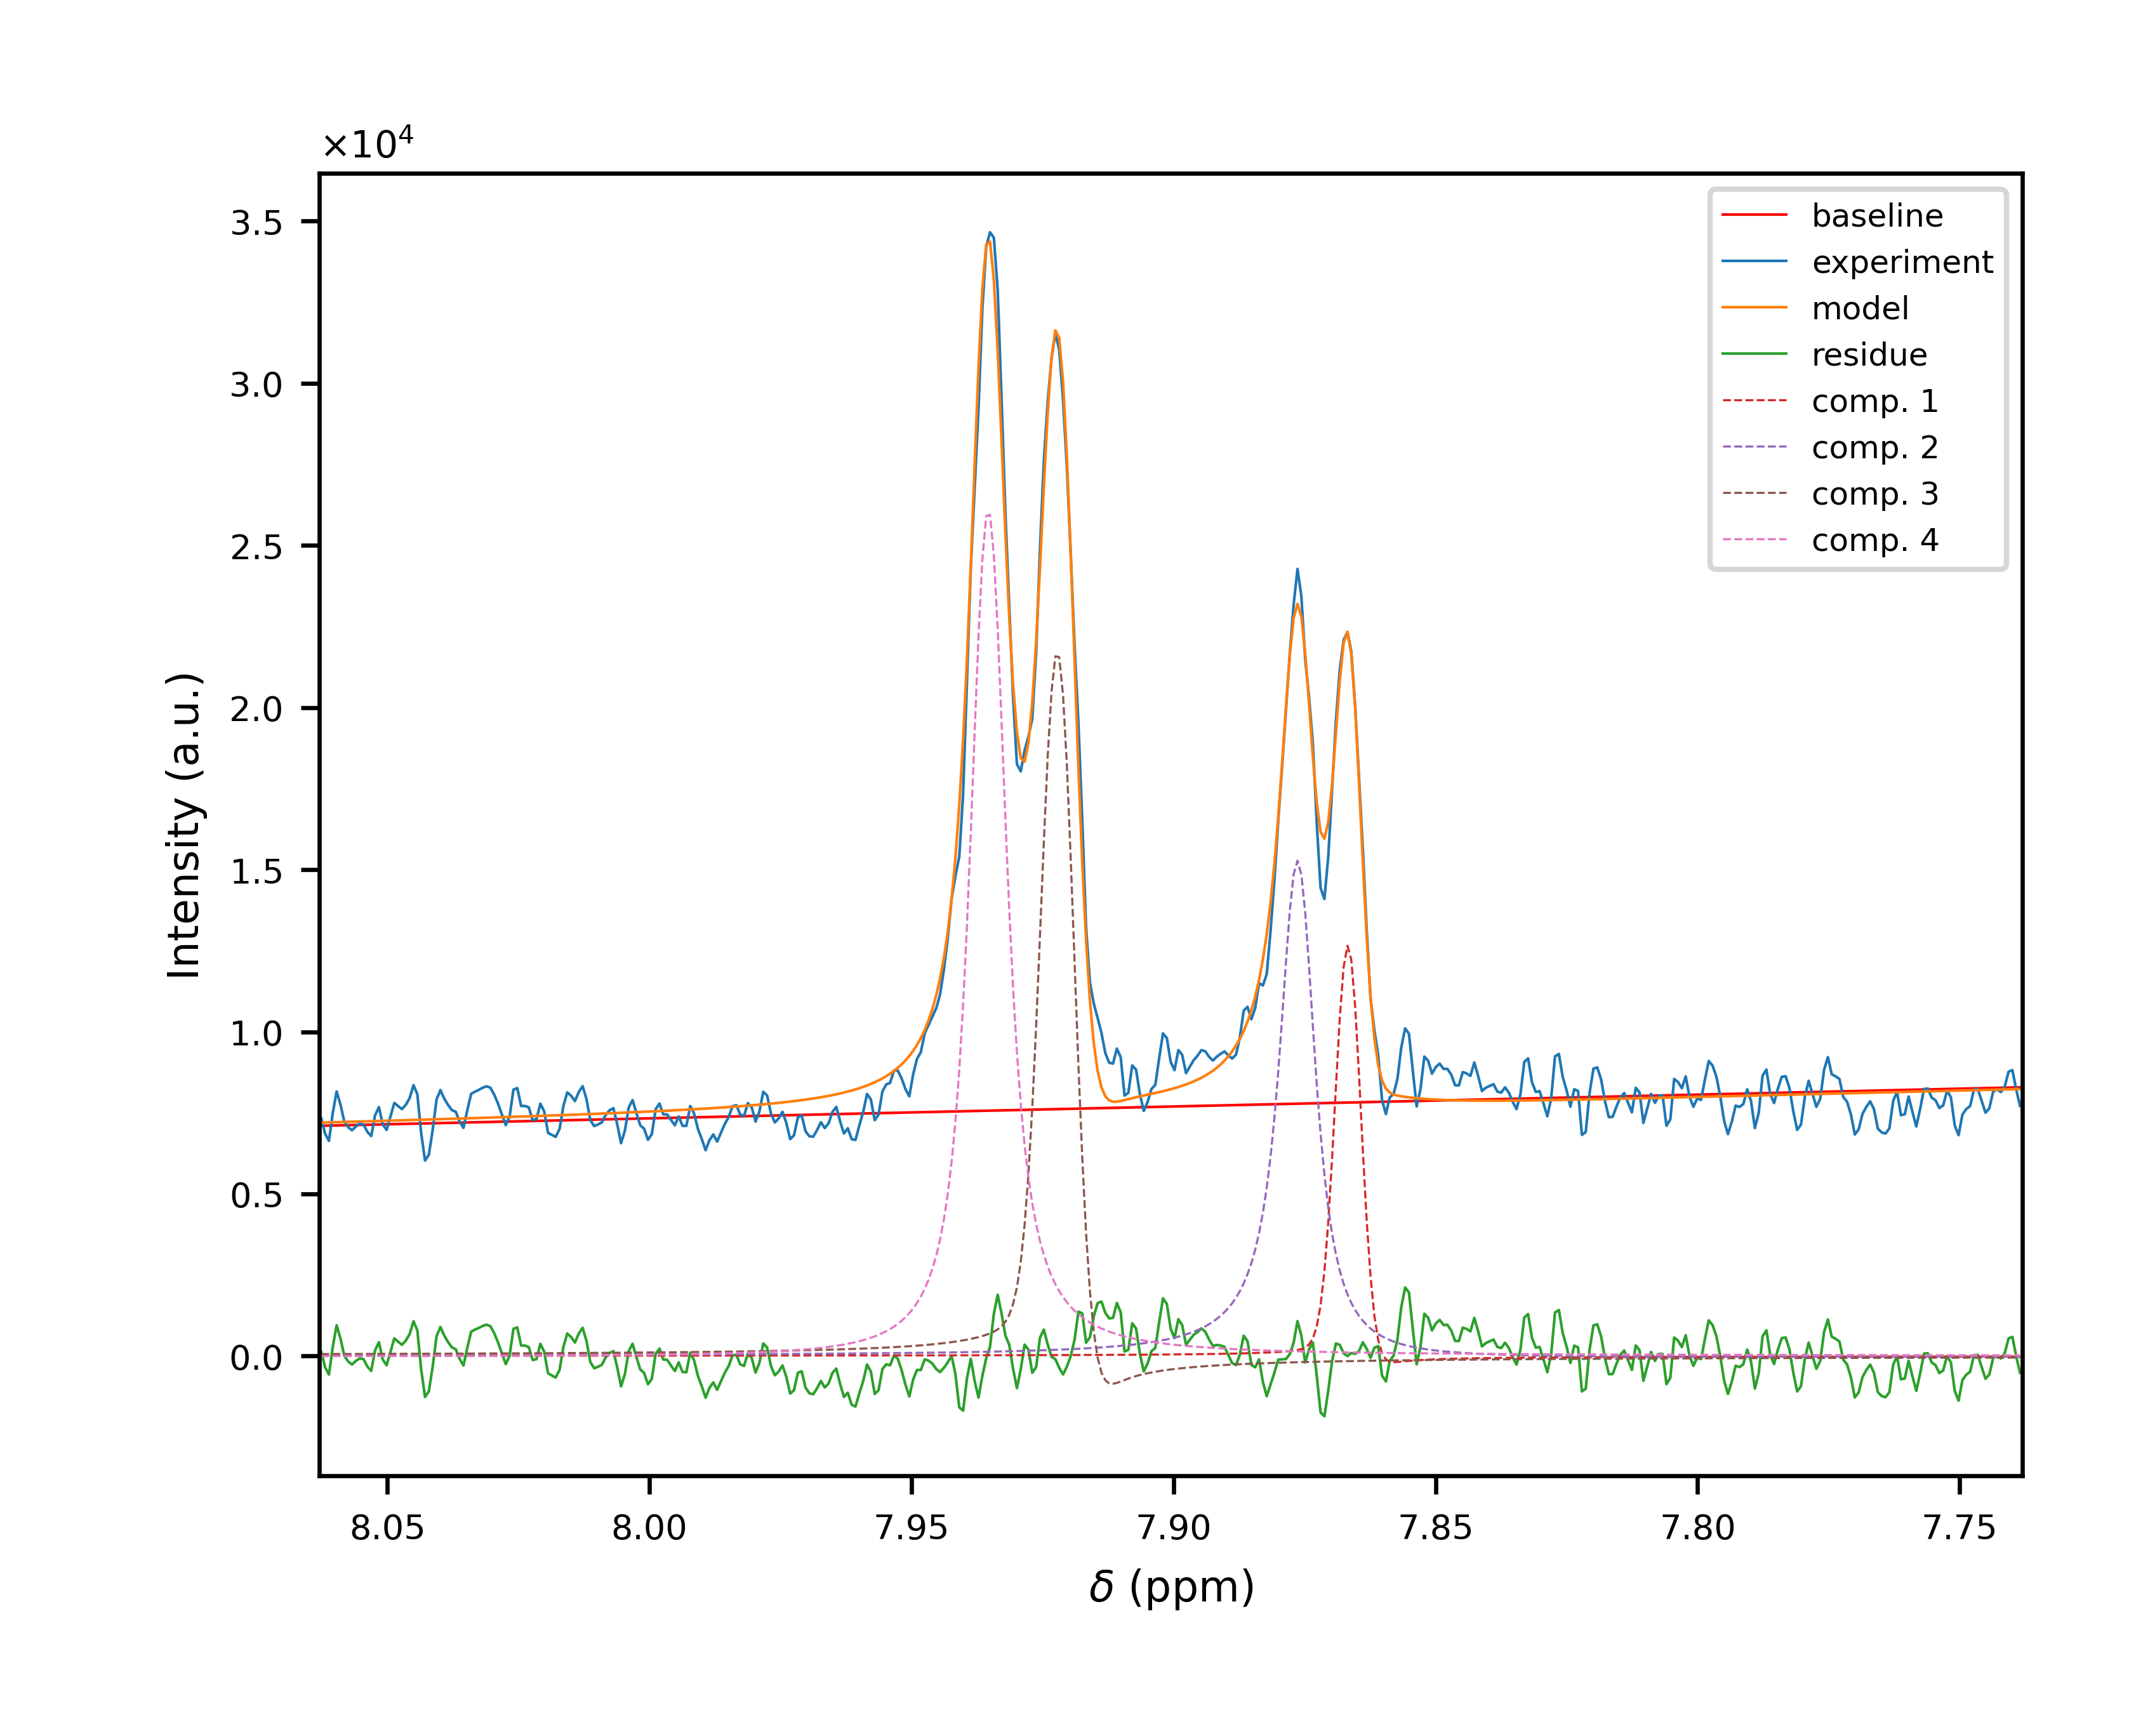 ×10⁴
3.5
3.0
2.5
2.0
1.5
1.0
0.5
0.0
Intensity (a.u.)
baseline
experiment
model
residue
comp. 1
comp. 2
comp. 3
comp. 4
8.05 8.00 7.95 7.90 7.85 7.80 7.75
δ (ppm)